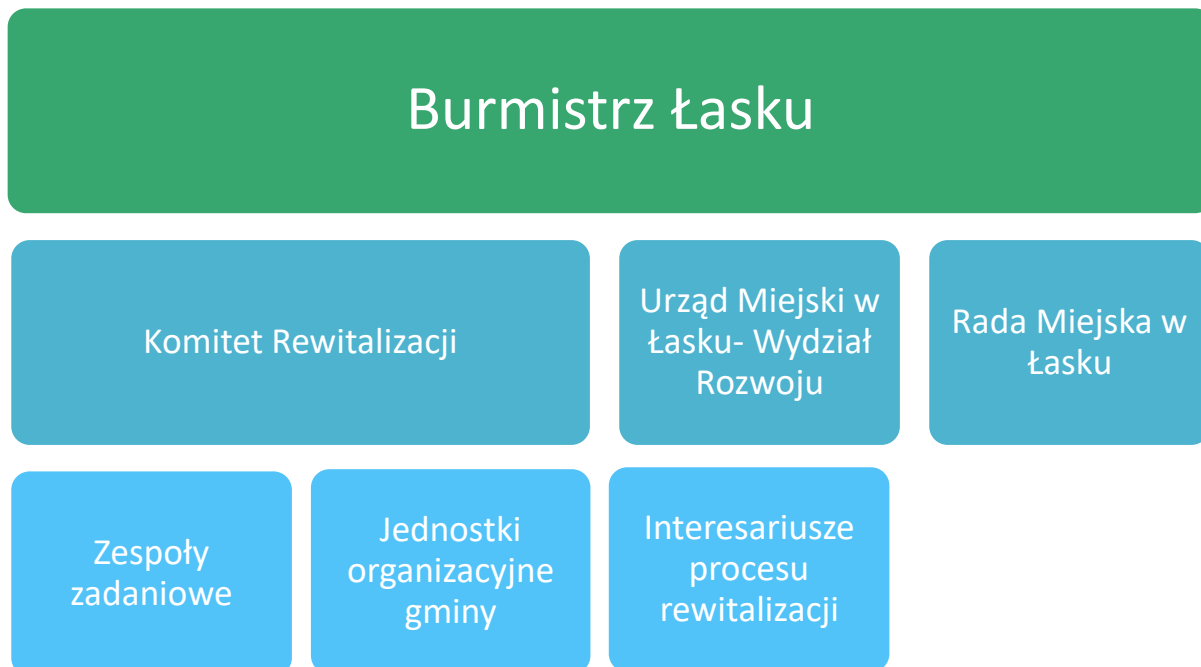 Burmistrz Łasku
Komitet Rewitalizacji
Urząd Miejski w
Łasku- Wydział
Rozwoju
Rada Miejska w
Łasku
Zespoły
zadaniowe
Jednostki
organizacyjne
gminy
Interesariusze
procesu
rewitalizacji